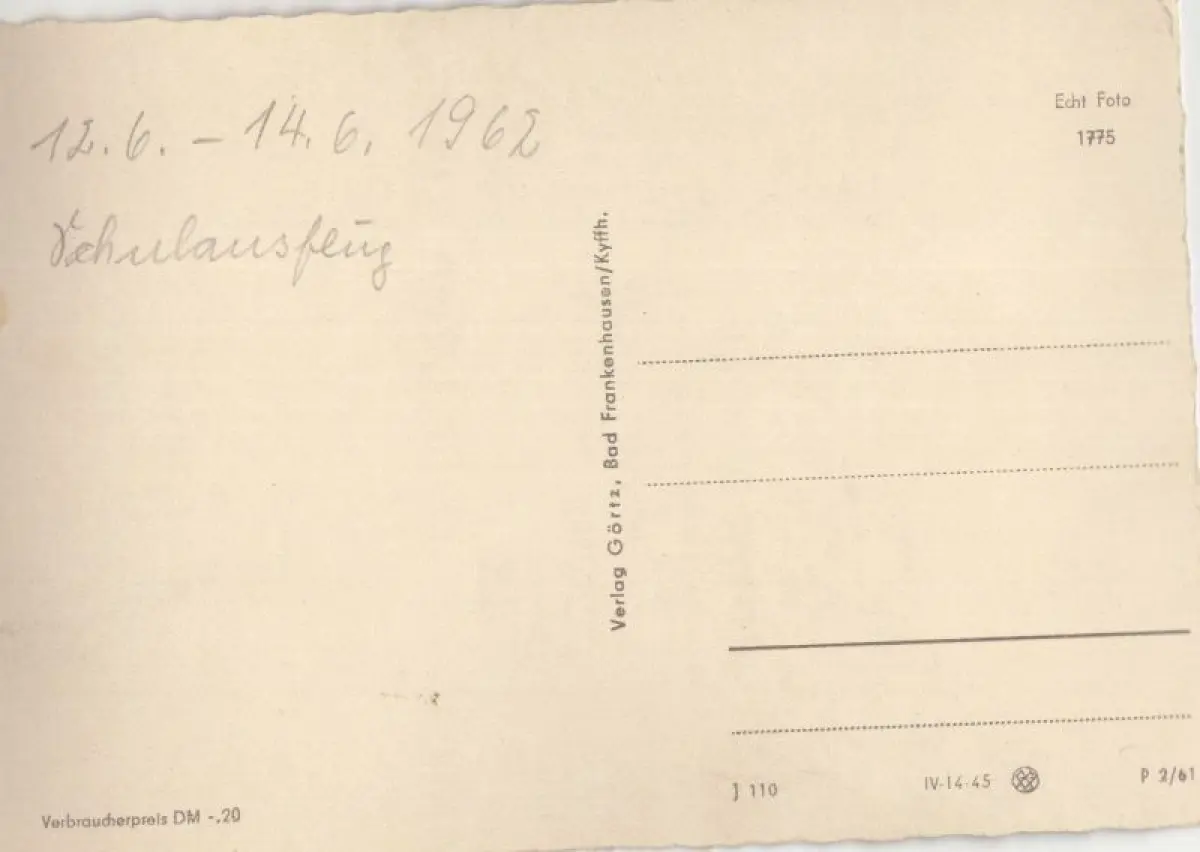 12.6. – 14.6. 1962
Schulausflug
Echt Foto
1775
Verlag Görtz, Bad Frankenhausen/Kyffh.
J 110
IV-14-45
P 2/61
Verbraucherpreis DM -.20